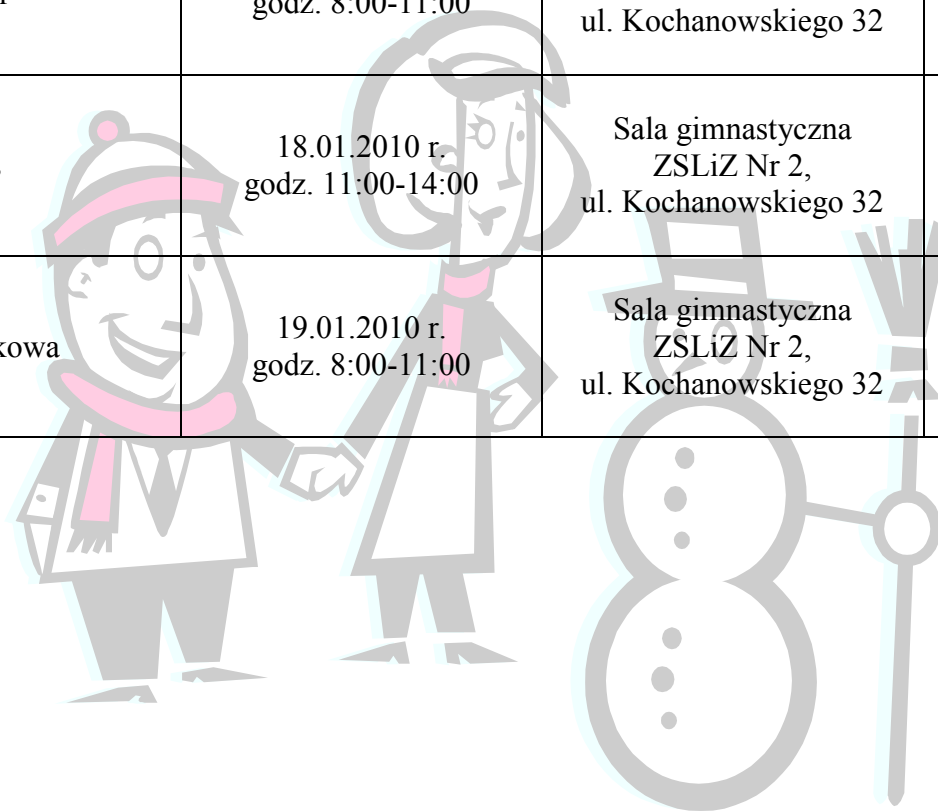 godz. 8:00-11:00
ul. Kochanowskiego 32
18.01.2010 r.
godz. 11:00-14:00
Sala gimnastyczna
ZSLiZ Nr 2,
ul. Kochanowskiego 32
kowa
19.01.2010 r.
godz. 8:00-11:00
Sala gimnastyczna
ZSLiZ Nr 2,
ul. Kochanowskiego 32